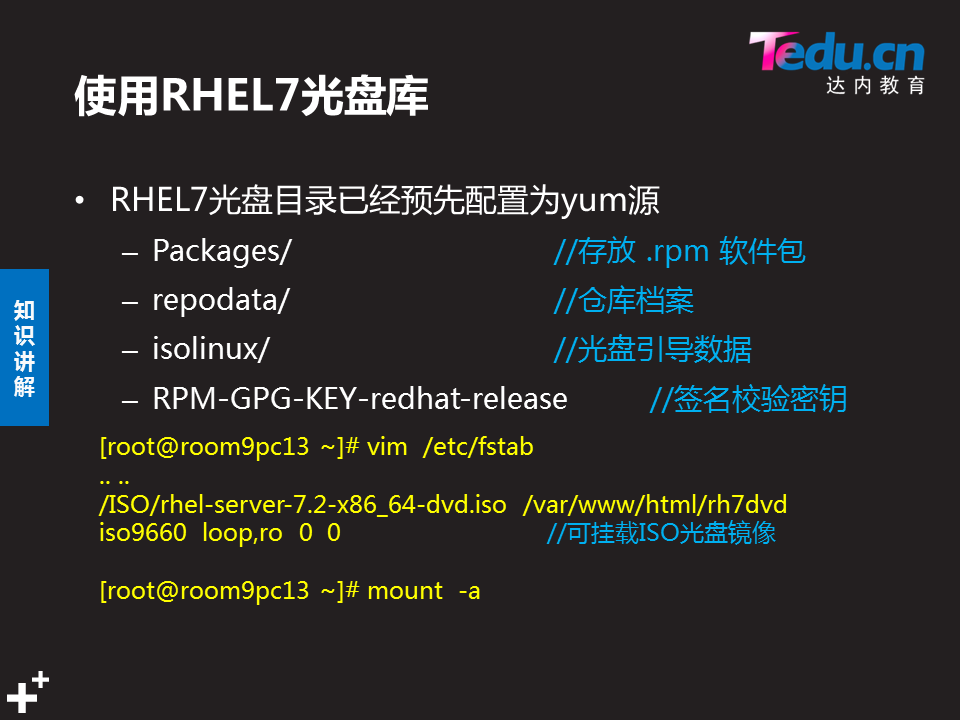 Tedu.cn
达内教育
使用RHEL7光盘库
• RHEL7光盘目录已经预先配置为yum源
– Packages/ //存放 .rpm 软件包
– repodata/ //仓库档案
– isolinux/ //光盘引导数据
– RPM-GPG-KEY-redhat-release //签名校验密钥
知识讲解
[root@room9pc13 ~]# vim /etc/fstab
.. ..
/ISO/rhel-server-7.2-x86_64-dvd.iso /var/www/html/rh7dvd
iso9660 loop,ro 0 0 //可挂载ISO光盘镜像
[root@room9pc13 ~]# mount -a